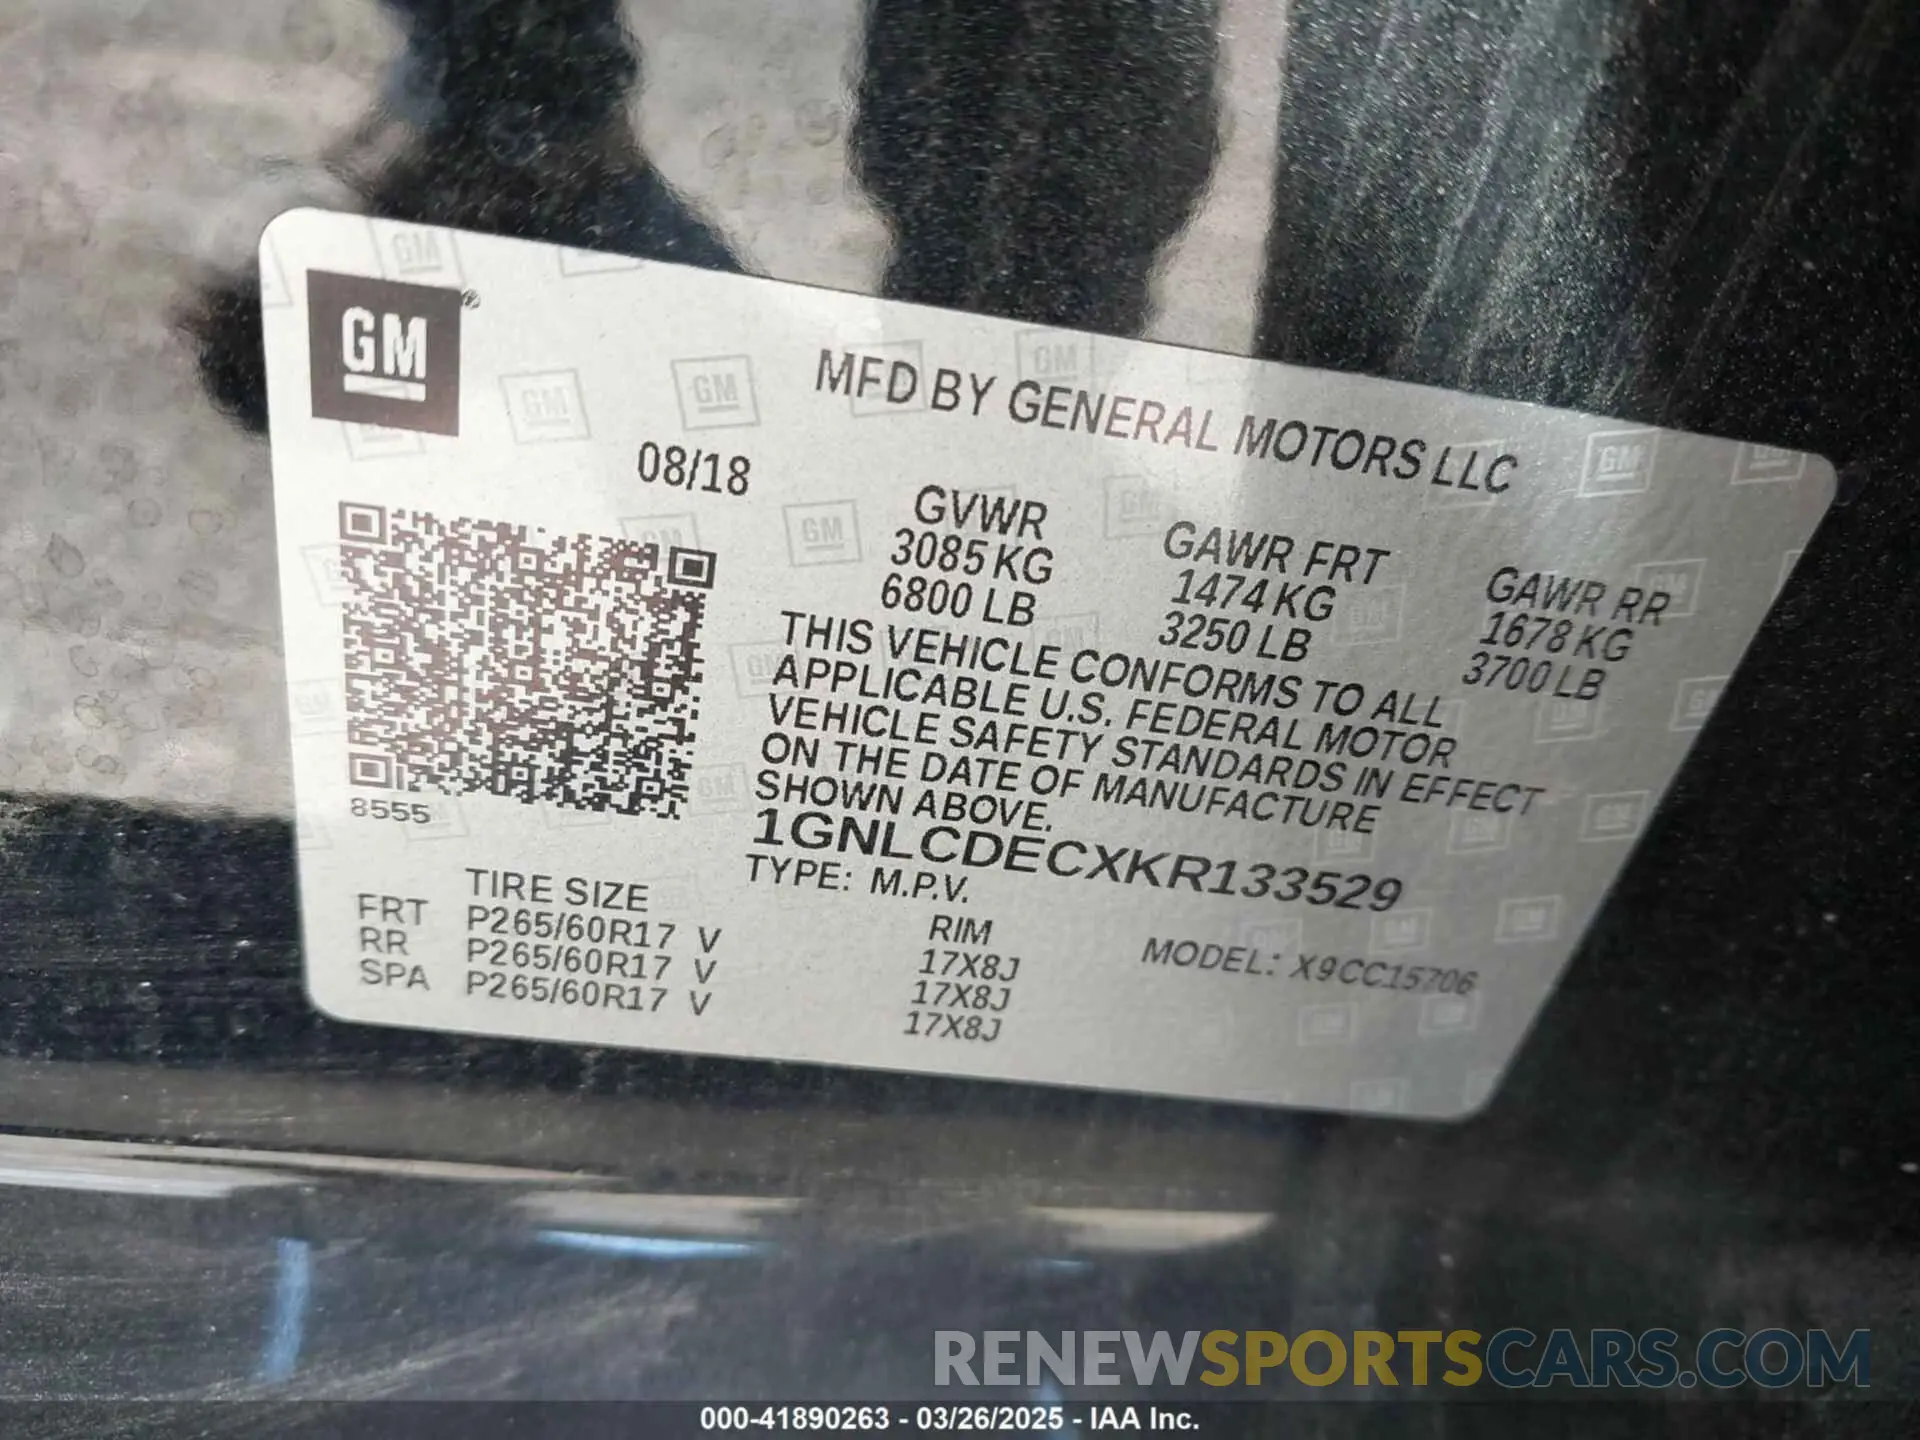 GM®
MFD BY GENERAL MOTORS LLC
08/18
GVWR GAWR FRT GAWR RR
3085 KG 1474 KG 1678 KG
6800 LB 3250 LB 3700 LB
THIS VEHICLE CONFORMS TO ALL
APPLICABLE U.S. FEDERAL MOTOR
VEHICLE SAFETY STANDARDS IN EFFECT
ON THE DATE OF MANUFACTURE
SHOWN ABOVE.
8555
1GNLCDECXKR133529
TYPE: M.P.V.
MODEL: X9CC15706
TIRE SIZE RIM
FRT P265/60R17 V 17X8J
RR P265/60R17 V 17X8J
SPA P265/60R17 V 17X8J
RENEWSPORTSCARS.COM
000-41890263 - 03/26/2025 - IAA Inc.